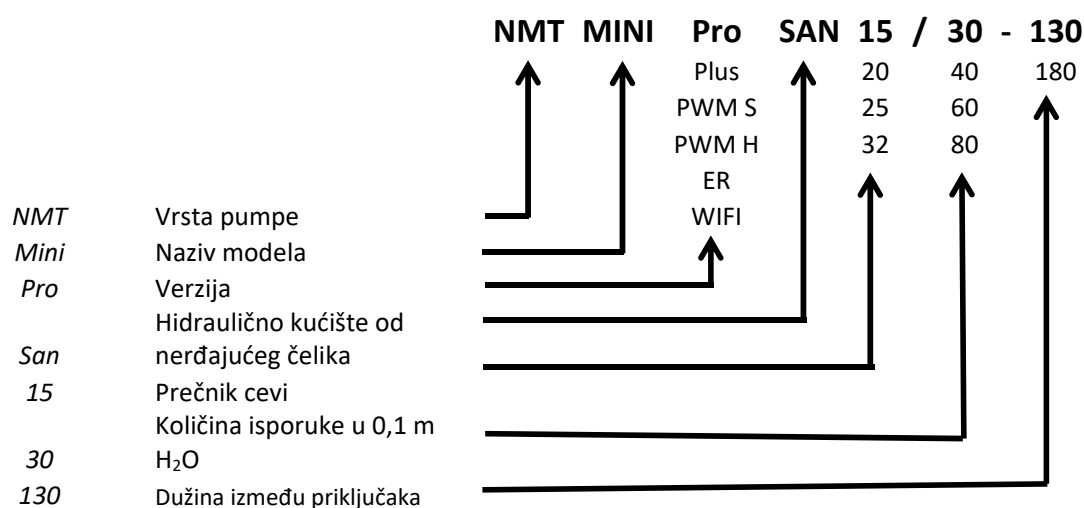 NMT MINI Pro SAN 15 / 30 - 130
Plus 20 40 180
PWM S 25 60
PWM H 32 80
ER
WIFI
NMT Vrsta pumpe
Mini Naziv modela
Pro Verzija
Hidraulično kućište od
San nerđajućeg čelika
15 Prečnik cevi
Količina isporuke u 0,1 m
30 H₂O
130 Dužina između priključaka